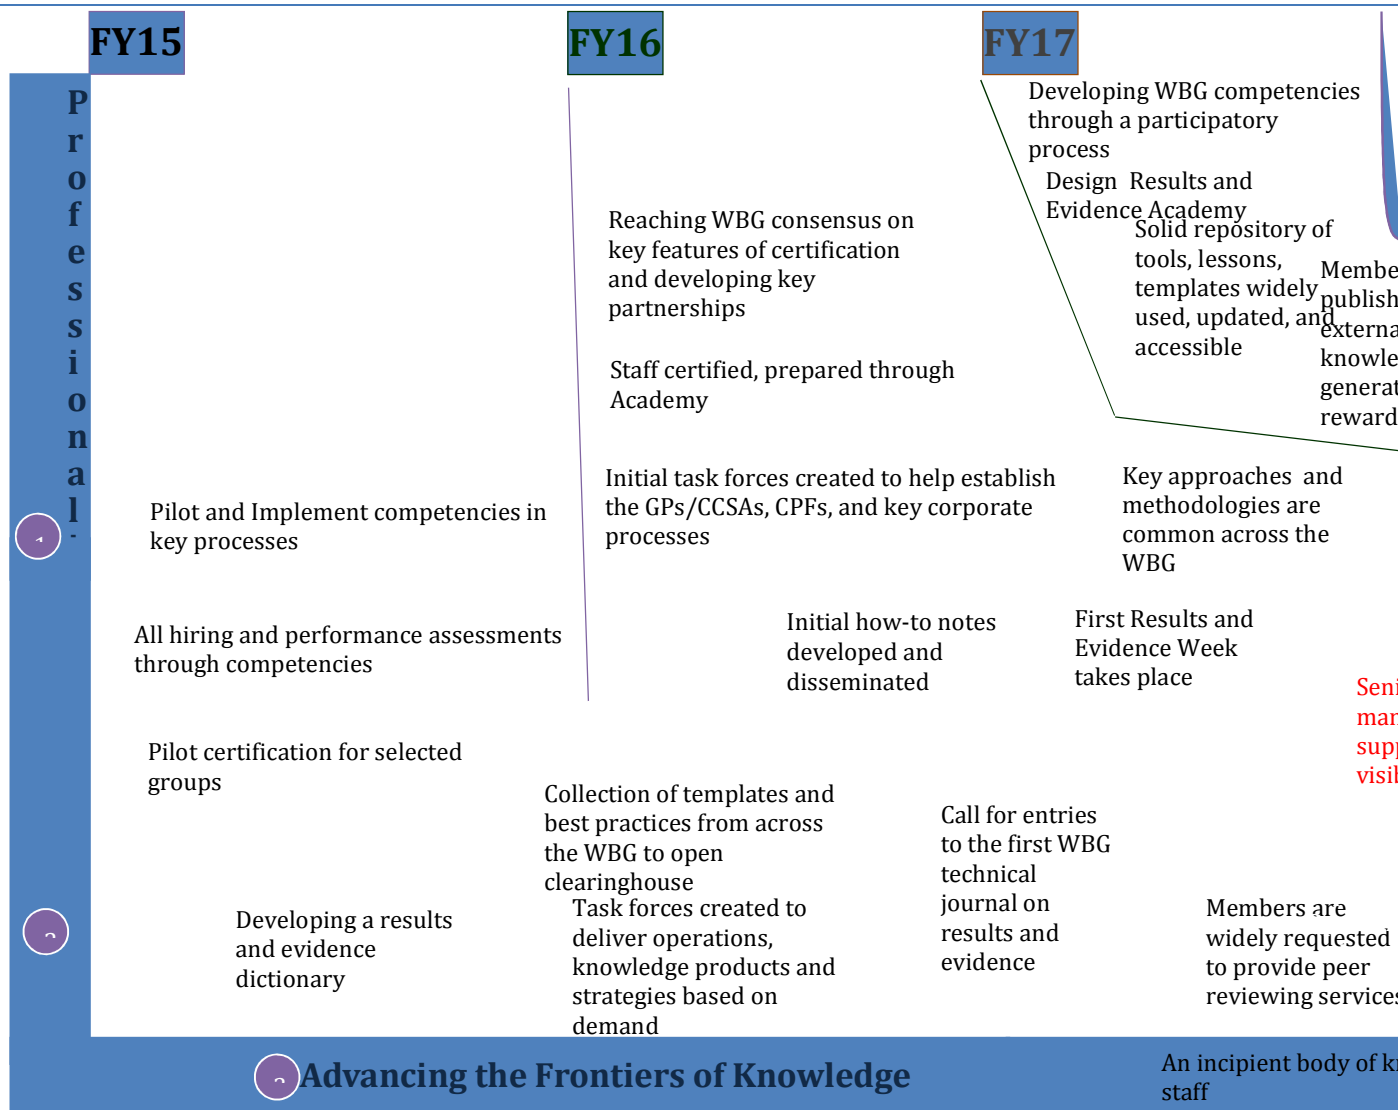 FY15
FY16
FY17
Professional
Developing WBG competencies
through a participatory
process
Design  Results and
Evidence Academy
Solid repository of
tools, lessons,
templates widely
used, updated, and
accessible
Reaching WBG consensus on
key features of certification
and developing key
partnerships
Staff certified, prepared through
Academy
Initial task forces created to help establish
the GPs/CCSAs, CPFs, and key corporate
processes
Key approaches  and
methodologies are
common across the
WBG
Pilot and Implement competencies in
key processes
All hiring and performance assessments
through competencies
Initial how-to notes
developed and
disseminated
First Results and
Evidence Week
takes place
Pilot certification for selected
groups
Collection of templates and
best practices from across
the WBG to open
clearinghouse
Call for entries
to the first WBG
technical
journal on
results and
evidence
Developing a results
and evidence
dictionary
Task forces created to
deliver operations,
knowledge products and
strategies based on
demand
Members are
widely requested
to provide peer
reviewing services
Advancing the Frontiers of Knowledge
An incipient body of
staff